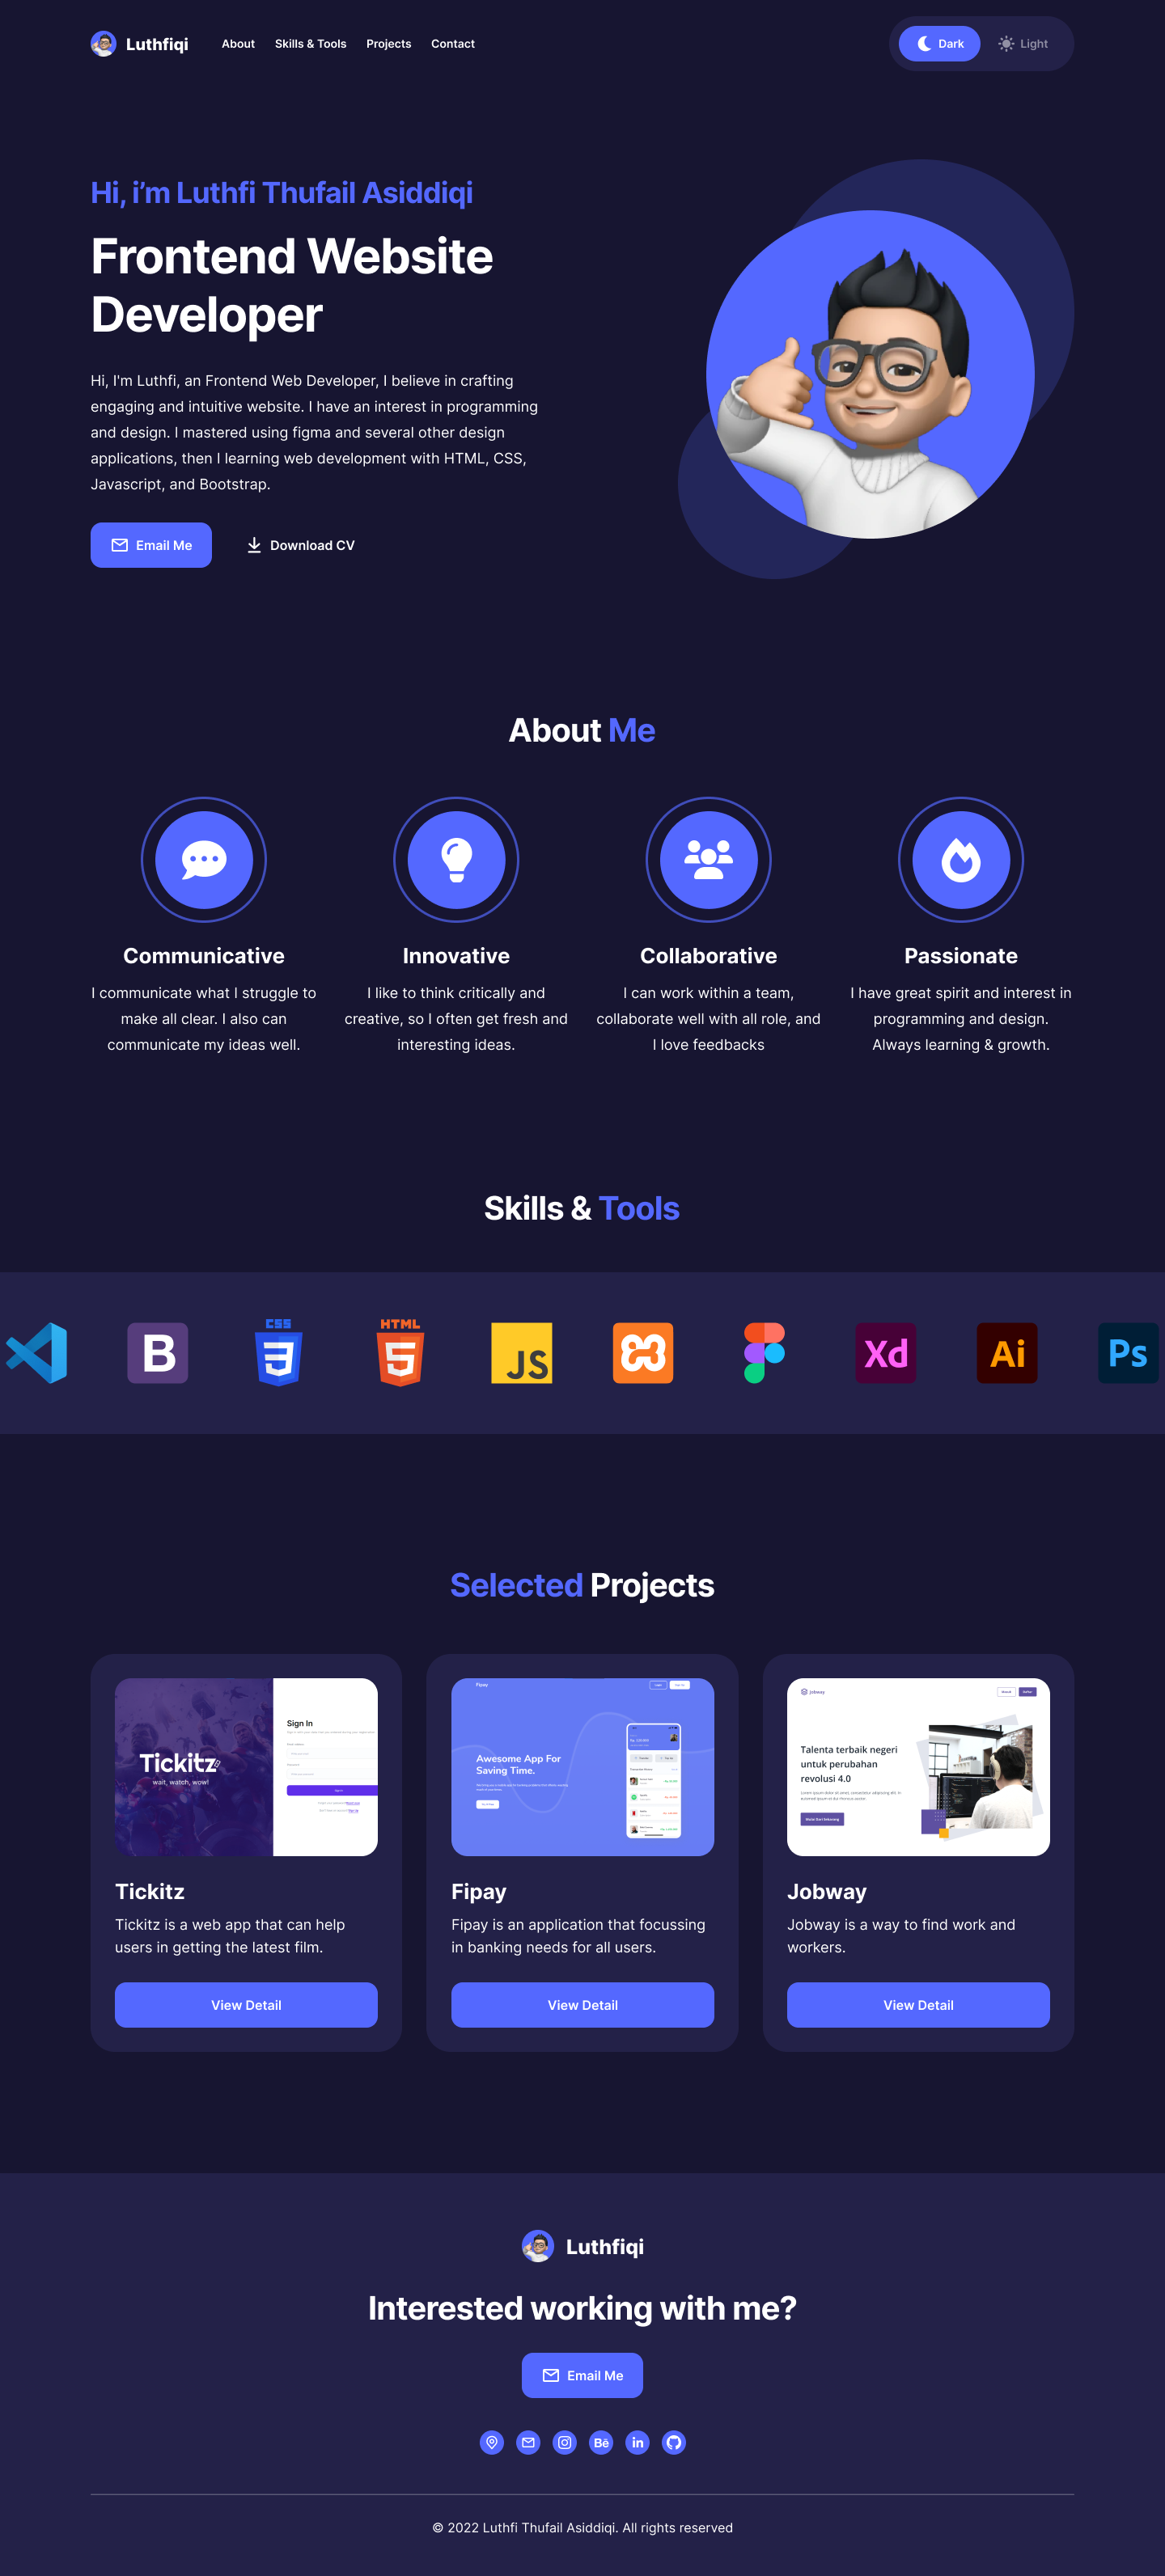 Luthfiqi
About
Skills & Tools
Projects
Contact
Dark
Light
Hi, i'm Luthfi Thufail Asiddiqi
Frontend Website
Developer
Hi, I'm Luthfi, an Frontend Web Developer, I believe in crafting
engaging and intuitive website. I have an interest in programming
and design. I mastered using figma and several other design
applications, then I learning web development with HTML, CSS,
Javascript, and Bootstrap.
Email Me
Download CV
About Me
Communicative
I communicate what I struggle to
make all clear. I also can
communicate my ideas well.
Innovative
I like to think critically and
creative, so I often get fresh and
interesting ideas.
Collaborative
I can work within a team,
collaborate well with all role, and
I love feedbacks
Passionate
I have great spirit and interest in
programming and design.
Always learning & growth.
Skills & Tools
B
CSS
3
HTML
5
JS
Xd
Ai
Ps
Selected Projects
Tickitz
wait, watch, wow!
Sign In
Tickitz
Tickitz is a web app that can help
users in getting the latest film.
View Detail
Fipay
Awesome App For
Saving Time.
Fipay
Fipay is an application that focussing
in banking needs for all users.
View Detail
Jobway
Talenta terbaik negeri
untuk perubahan
revolusi 4.0
Jobway
Jobway is a way to find work and
workers.
View Detail
Luthfiqi
Interested working with me?
Email Me
Bē
in
© 2022 Luthfi Thufail Asiddiqi. All rights reserved